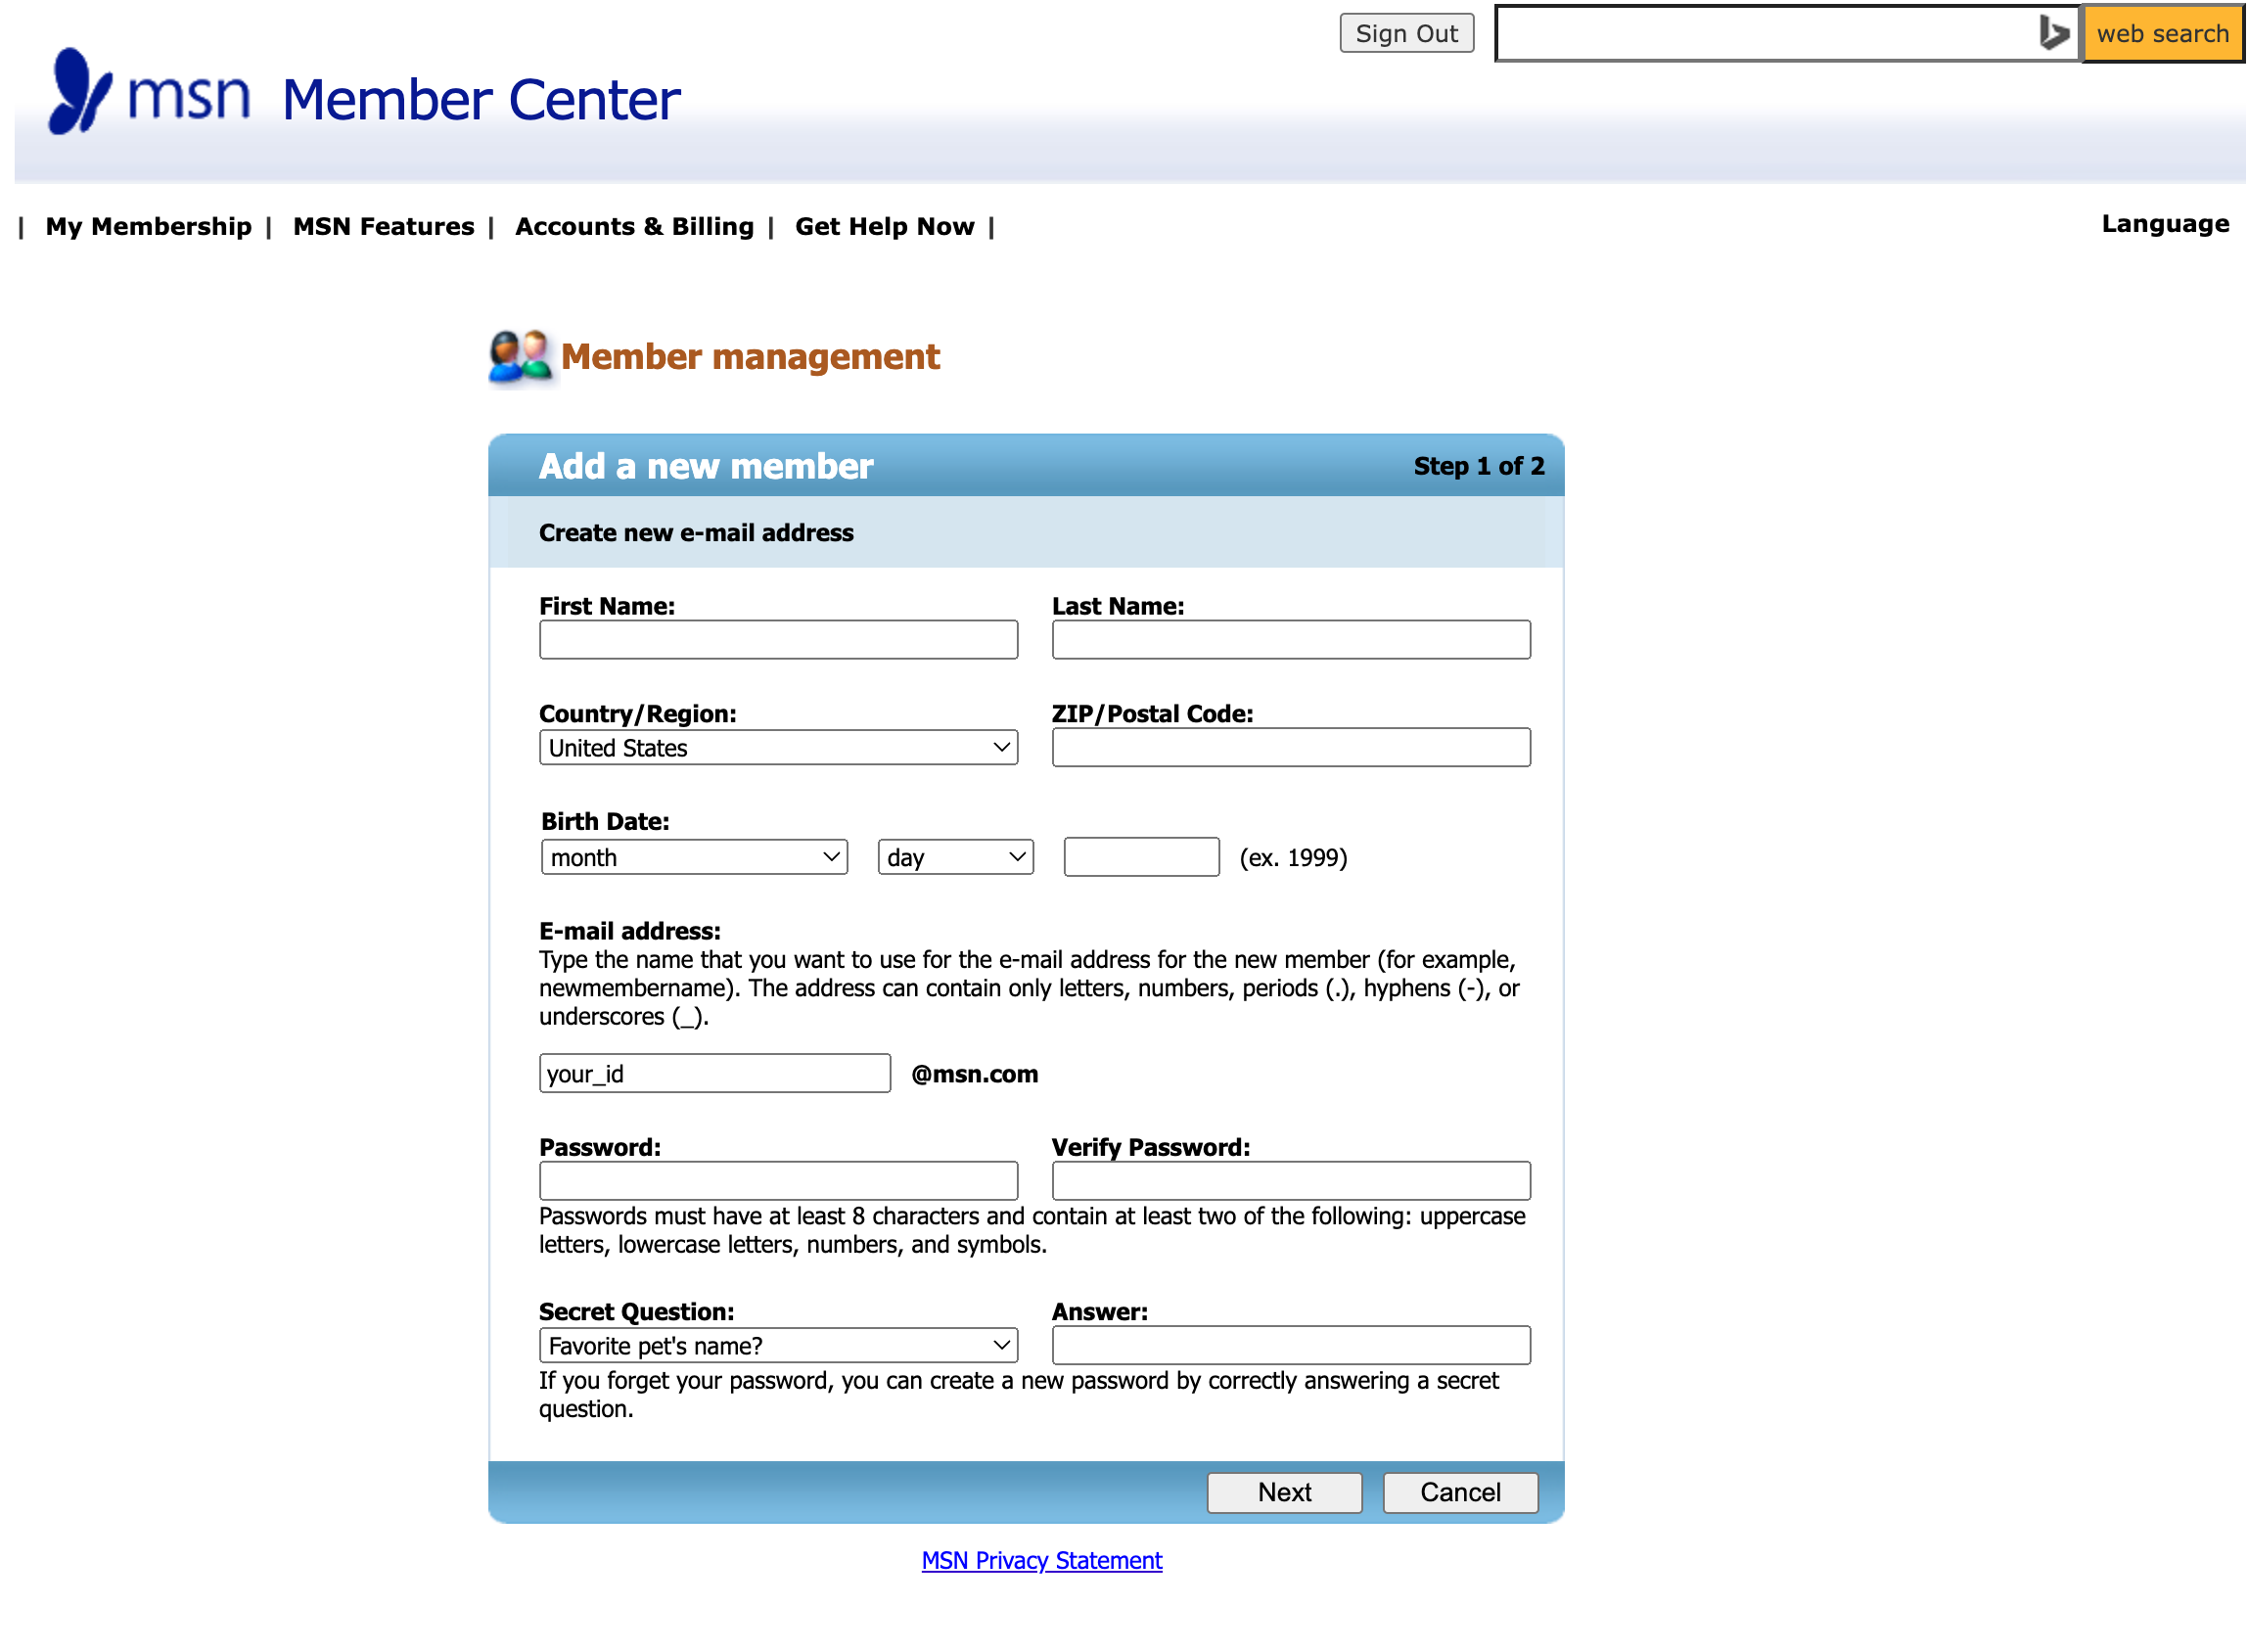 Sign Out
web search
msn Member Center
| My Membership | MSN Features | Accounts & Billing | Get Help Now |
Language
Member management
Add a new member
Step 1 of 2
Create new e-mail address
First Name:
Last Name:
Country/Region:
ZIP/Postal Code:
United States
Birth Date:
month
day
(ex. 1999)
E-mail address:
Type the name that you want to use for the e-mail address for the new member (for example,
newmembername). The address can contain only letters, numbers, periods (.), hyphens (-), or
underscores (_).
your_id
@msn.com
Password:
Verify Password:
Passwords must have at least 8 characters and contain at least two of the following: uppercase
letters, lowercase letters, numbers, and symbols.
Secret Question:
Answer:
Favorite pet's name?
If you forget your password, you can create a new password by correctly answering a secret
question.
Next
Cancel
MSN Privacy Statement